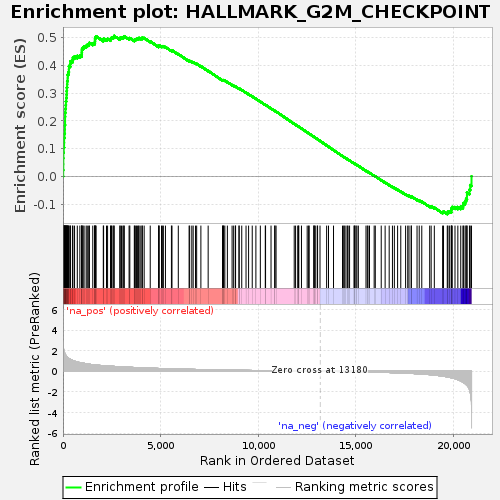 Enrichment plot: HALLMARK_G2M_CHECKPOINT
Enrichment score (ES)
0.5
0.4
0.3
0.2
0.1
0.0
-0.1
'na_pos' (positively correlated)
Ranked list metric (PreRanked)
6
4
2
0
-2
-4
-6
Zero cross at 13180
'na_neg' (negatively correlated)
0
5,000
10,000
15,000
20,000
Rank in Ordered Dataset
Enrichment profile
Hits
Ranking metric scores